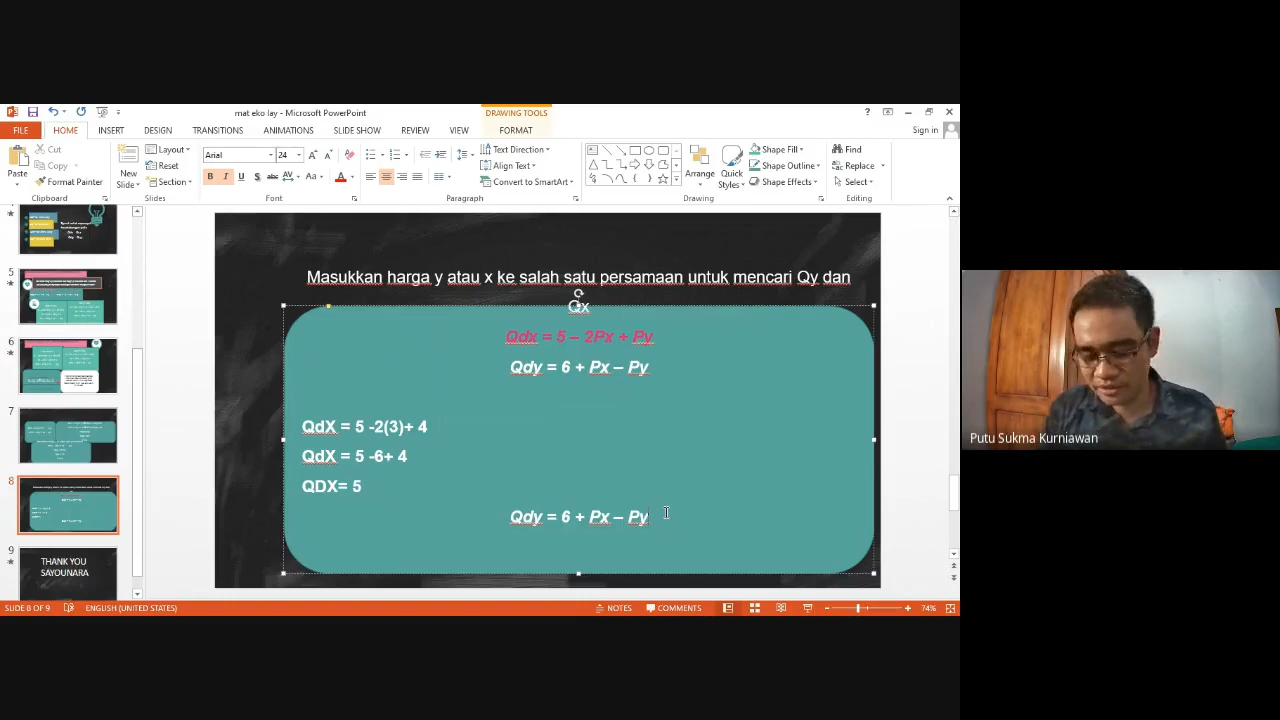 mat eko lay - Microsoft PowerPoint
DRAWING TOOLS
Sign in
FILE
HOME
INSERT
DESIGN
TRANSITIONS
ANIMATIONS
SLIDE SHOW
REVIEW
VIEW
FORMAT
Paste
Cut
Copy
Format Painter
Clipboard
New Slide
Layout
Reset
Section
Slides
Arial
24
Font
Paragraph
Text Direction
Align Text
Convert to SmartArt
Arrange
Quick Styles
Shape Fill
Shape Outline
Shape Effects
Drawing
Find
Replace
Select
Editing
5
6
7
8
9
THANK YOU
SAYOUNARA
Masukkan harga y atau x ke salah satu persamaan untuk mencari Qy dan
Qx
Qdx = 5 – 2Px + Py
Qdy = 6 + Px – Py
QdX = 5 -2(3)+ 4
QdX = 5 -6+ 4
QDX= 5
Qdy = 6 + Px – Py
Putu Sukma Kurniawan
SLIDE 8 OF 9
ENGLISH (UNITED STATES)
NOTES
COMMENTS
74%